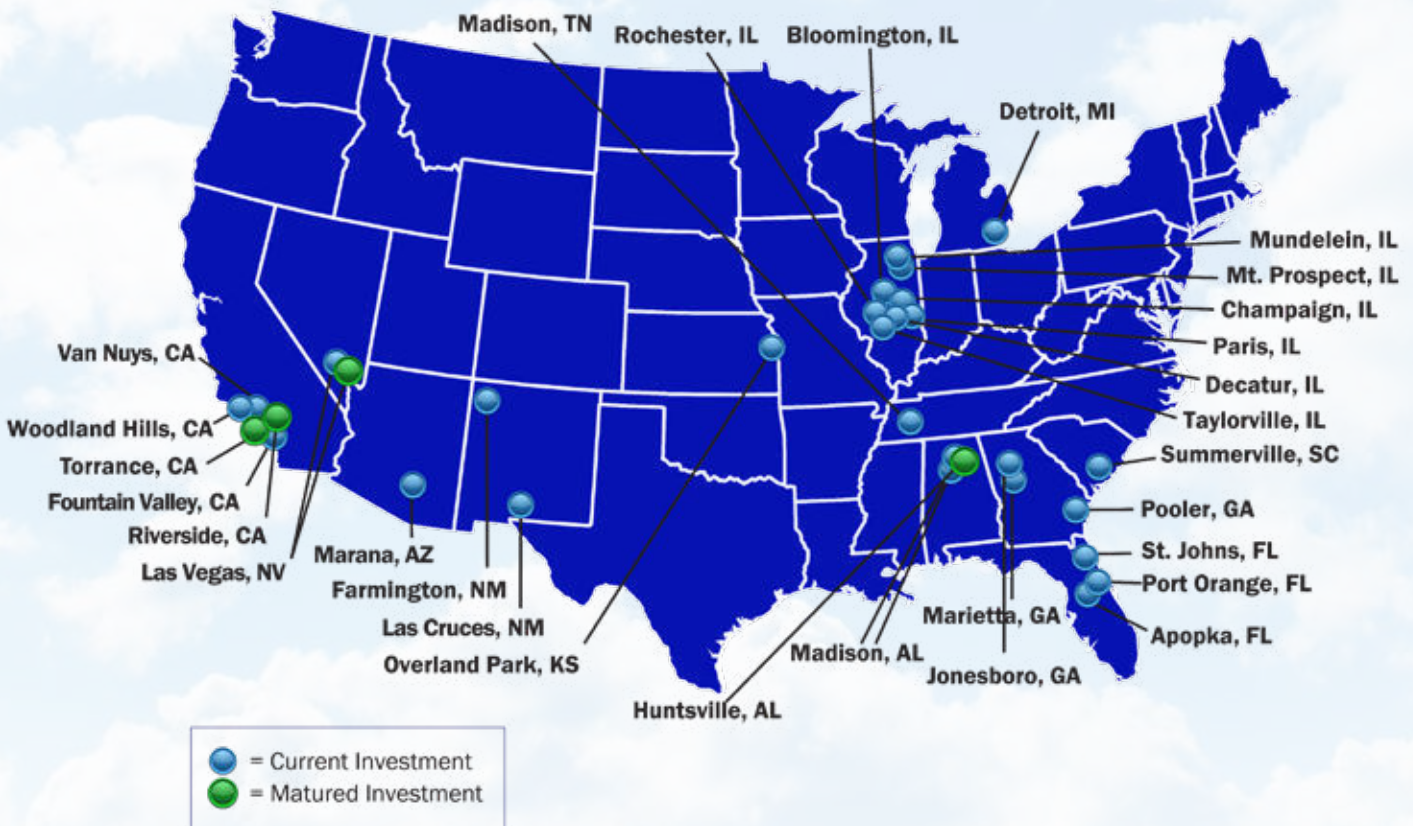 Madison, TN
Rochester, IL
Bloomington, IL
Detroit, MI
Mundelein, IL
Mt. Prospect, IL
Champaign, IL
Paris, IL
Decatur, IL
Taylorville, IL
Summerville, SC
Pooler, GA
St. Johns, FL
Port Orange, FL
Apopka, FL
Van Nuys, CA
Woodland Hills, CA
Torrance, CA
Fountain Valley, CA
Riverside, CA
Las Vegas, NV
Marana, AZ
Farmington, NM
Las Cruces, NM
Overland Park, KS
Huntsville, AL
Madison, AL
Marietta, GA
Jonesboro, GA
= Current Investment
= Matured Investment